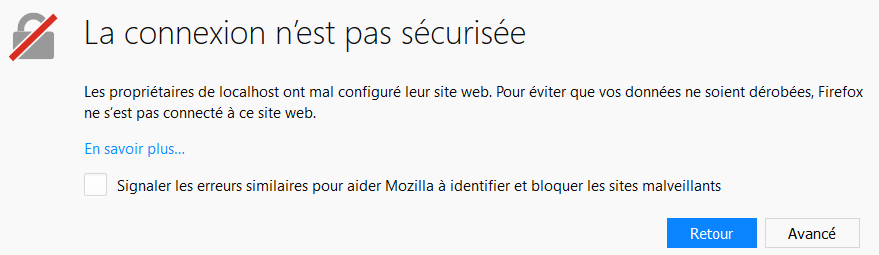 La connexion n’est pas sécurisée
Les propriétaires de localhost ont mal configuré leur site web. Pour éviter que vos données ne soient dérobées, Firefox
ne s’est pas connecté à ce site web.
En savoir plus…
Signaler les erreurs similaires pour aider Mozilla à identifier et bloquer les sites malveillants
Retour
Avancé